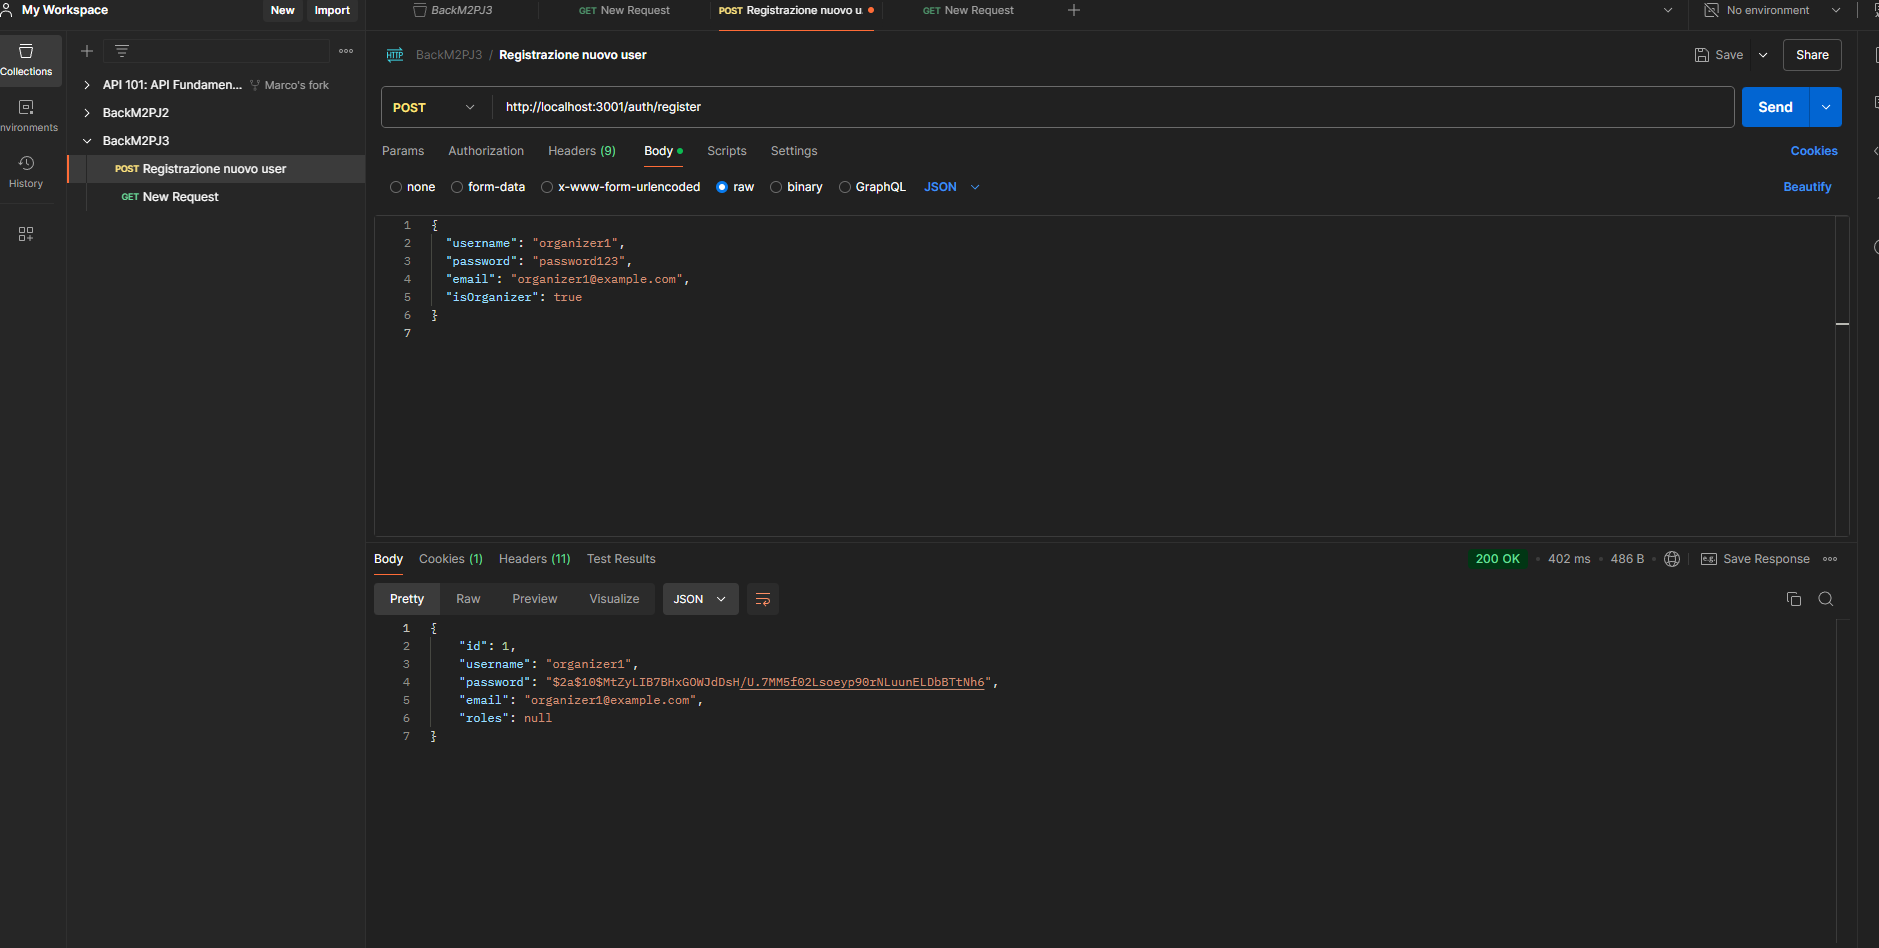 My Workspace
New
Import
BackM2PJ3
GET New Request
POST Registrazione nuovo u.
GET New Request
No environment
Collections
nvironments
History
API 101: API Fundamen... Marco's fork
BackM2PJ2
BackM2PJ3
POST Registrazione nuovo user
GET New Request
HTTP BackM2PJ3 / Registrazione nuovo user
Save
Share
POST
http://localhost:3001/auth/register
Send
Params
Authorization
Headers (9)
Body
Scripts
Settings
Cookies
none
form-data
x-www-form-urlencoded
raw
binary
GraphQL
JSON
Beautify
1 {
2 "username": "organizer1",
3 "password": "password123",
4 "email": "organizer1@example.com",
5 "isOrganizer": true
6 }
7
Body
Cookies (1)
Headers (11)
Test Results
200 OK
402 ms
486 B
e.g. Save Response
Pretty
Raw
Preview
Visualize
JSON
1 {
2 "id": 1,
3 "username": "organizer1",
4 "password": "$2a$10$MtZyLIB7BHxGOWJdDsH/U.7MM5f02Lsoeyp90rNLuunELDbBTtNh6",
5 "email": "organizer1@example.com",
6 "roles": null
7 }